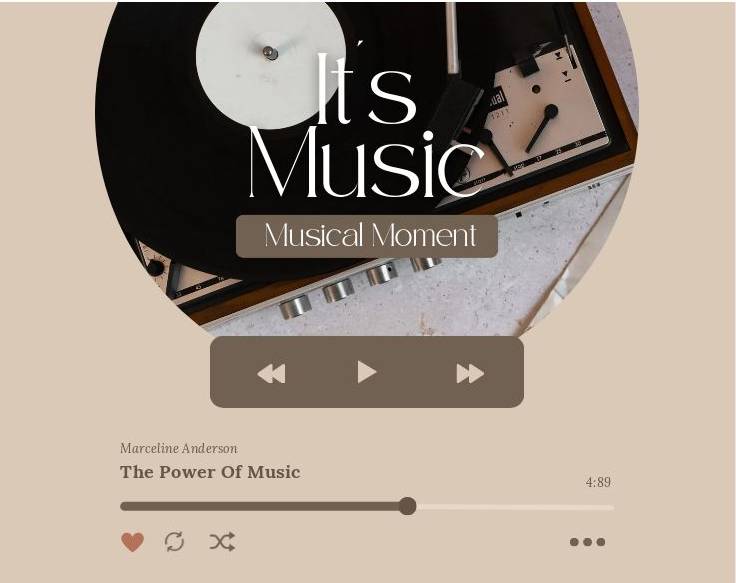 It's
Music
Musical Moment
Marceline Anderson
The Power Of Music
4:89